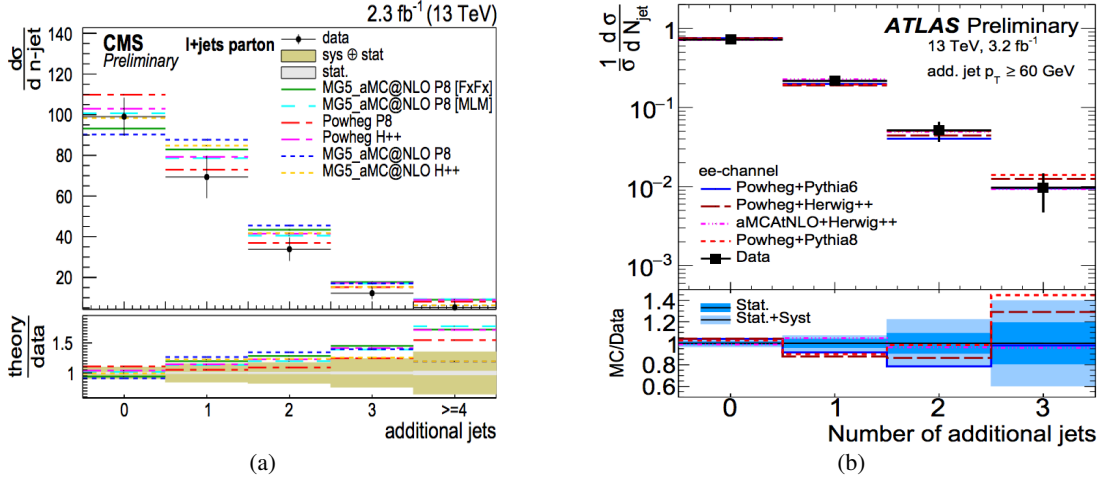 2.3 fb⁻¹ (13 TeV)
CMS
Preliminary
l+jets parton
dσ
d n-jet
140
120
100
80
60
40
20
data
sys ⊕ stat
stat.
MG5_aMC@NLO P8 [FxFx]
MG5_aMC@NLO P8 [MLM]
Powheg P8
Powheg H++
MG5_aMC@NLO P8
MG5_aMC@NLO H++
theory
data
1.5
1
0 1 2 3 >=4
additional jets
(a)
1 dσ
σ d N_jet
ATLAS Preliminary
13 TeV, 3.2 fb⁻¹
add. jet p_T ≥ 60 GeV
1
10⁻¹
10⁻²
10⁻³
ee-channel
Powheg+Pythia6
Powheg+Herwig++
aMCAtNLO+Herwig++
Powheg+Pythia8
Data
MC/Data
1.4
1.2
1
0.8
0.6
Stat.
Stat.+Syst
0 1 2 3
Number of additional jets
(b)